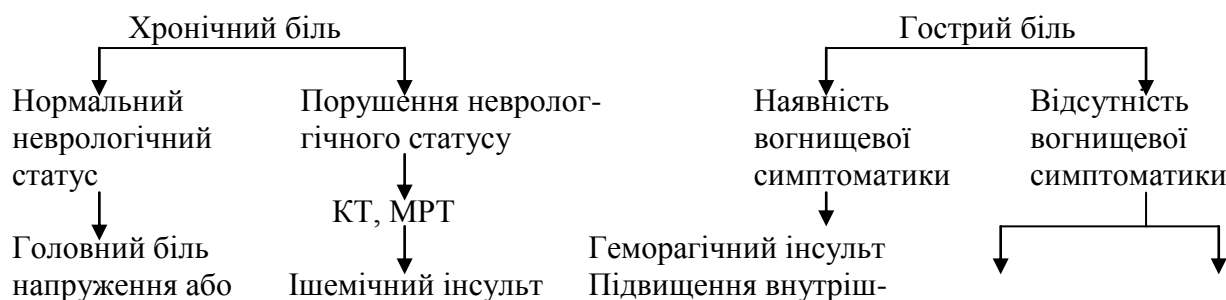 Хронічний біль
Гострий біль
Нормальний
неврологічний
статус
Порушення невролог-
гічного статусу
Наявність
вогнищевої
симптоматики
Відсутність
вогнищевої
симптоматики
КТ, МРТ
Головний біль
напруження або
Ішемічний інсульт
Геморагічний інсульт
Підвищення внутріш-